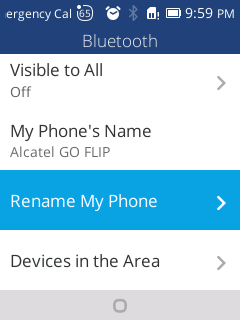 ergency Cal 65 9:59 PM
Bluetooth
Visible to All
Off
My Phone's Name
Alcatel GO FLIP
Rename My Phone
Devices in the Area